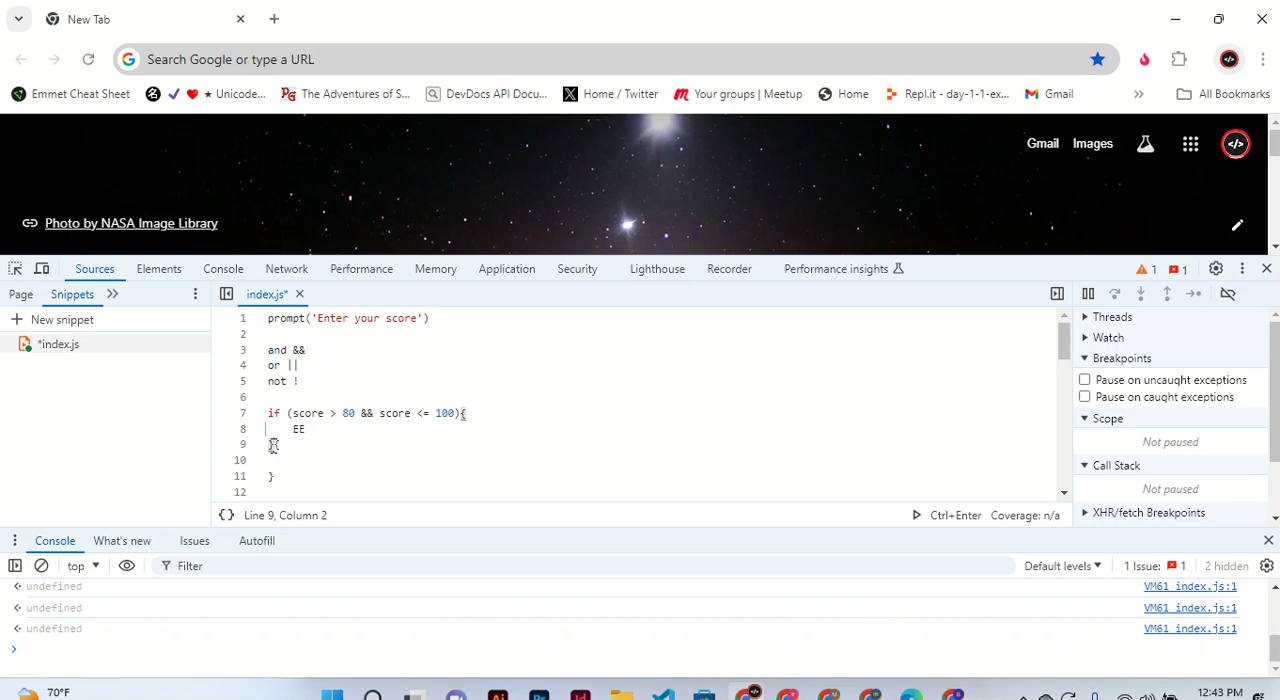 New Tab
Search Google or type a URL
Emmet Cheat Sheet
★ Unicode...
The Adventures of S...
DevDocs API Docu...
Home / Twitter
Your groups | Meetup
Home
Repl.it - day-1-1-ex...
Gmail
All Bookmarks
Gmail Images
Photo by NASA Image Library
Sources Elements Console Network Performance Memory Application Security Lighthouse Recorder Performance insights 1 1
Page Snippets index.js*
New snippet
*index.js
1 prompt('Enter your score')
2
3 and &&
4 or ||
5 not !
6
7 if (score > 80 && score <= 100){
8 EE
9 }{
10
11 }
12
{} Line 9, Column 2 Ctrl+Enter Coverage: n/a
Threads
Watch
Breakpoints
Pause on uncaught exceptions
Pause on caught exceptions
Scope
Not paused
Call Stack
Not paused
XHR/fetch Breakpoints
Console What's new Issues Autofill
top Filter Default levels 1 Issue: 1 2 hidden
undefined VM61 index.js:1
undefined VM61 index.js:1
undefined VM61 index.js:1
70°F
12:43 PM